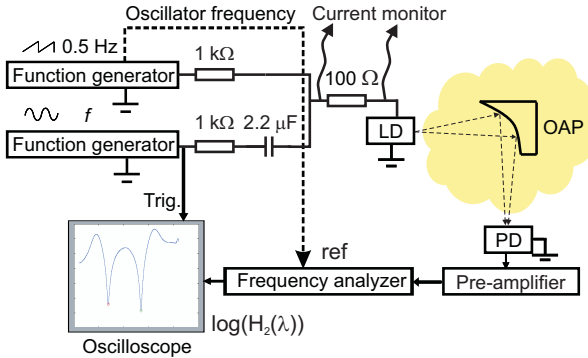 Oscillator frequency
Current monitor
0.5 Hz
1 kΩ
Function generator
100 Ω
OAP
f
1 kΩ
2.2 μF
LD
Function generator
Trig.
PD
ref
Frequency analyzer
Pre-amplifier
log(H₂(λ))
Oscilloscope